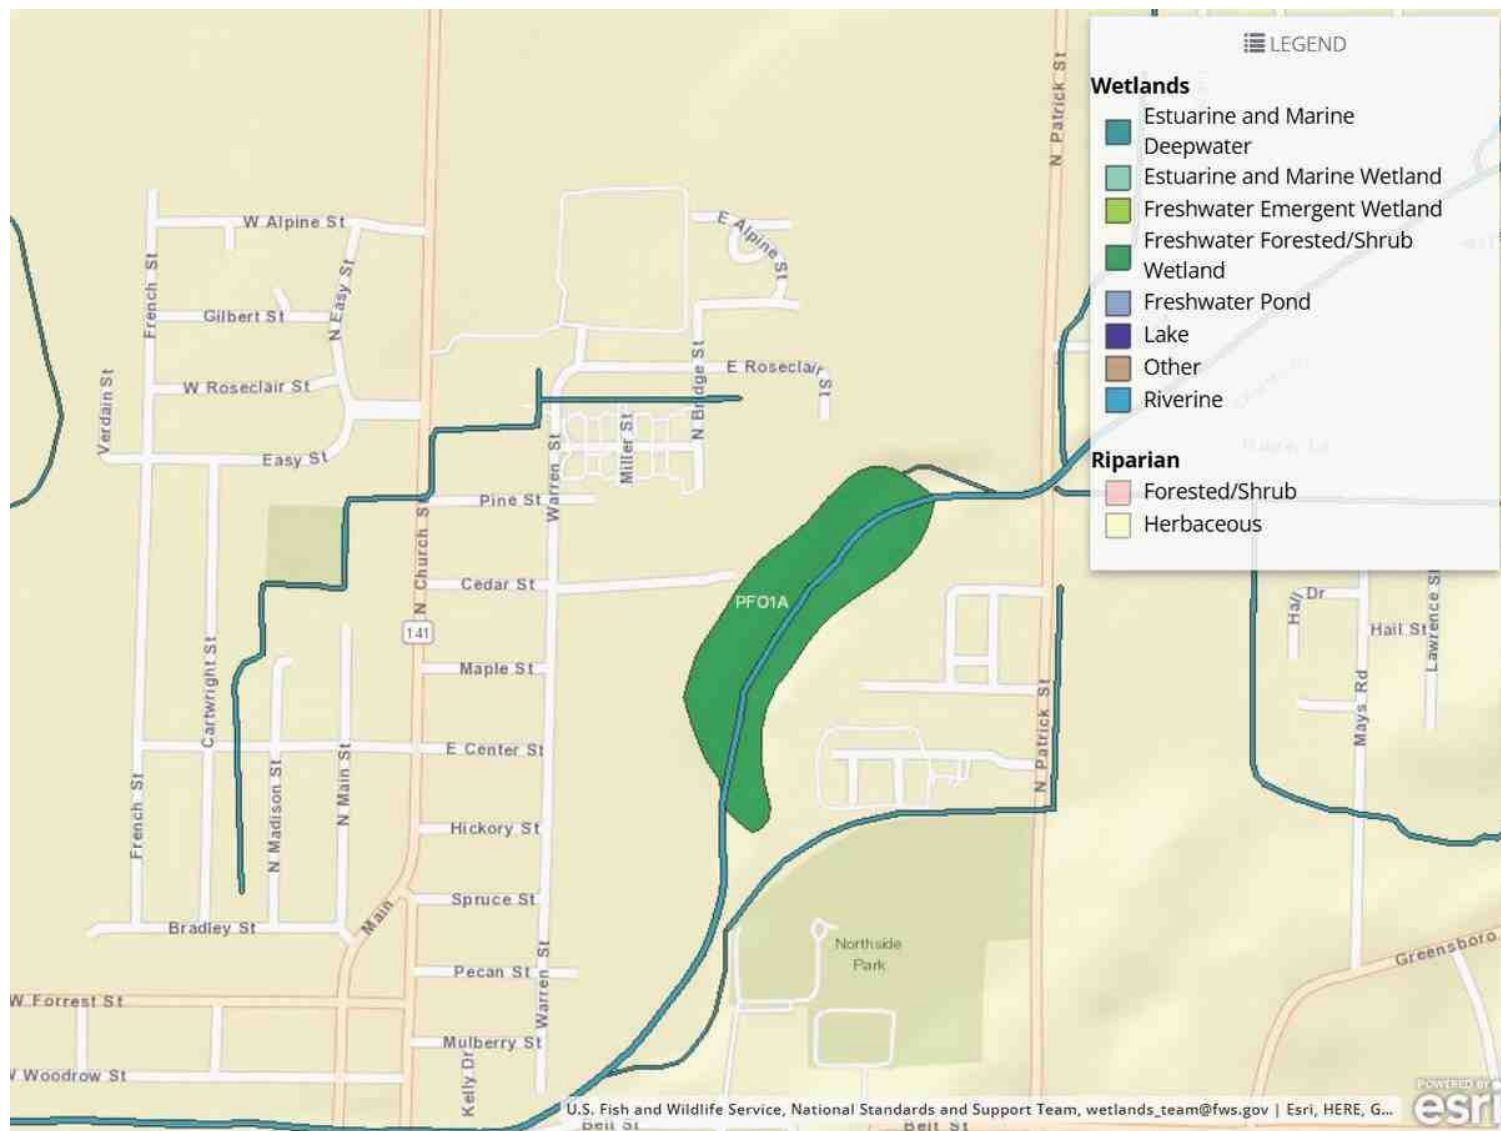 LEGEND
Wetlands
Estuarine and Marine
Deepwater
Estuarine and Marine Wetland
Freshwater Emergent Wetland
Freshwater Forested/Shrub
Wetland
Freshwater Pond
Lake
Other
Riverine
Riparian
Forested/Shrub
Herbaceous
N Patrick St
W Alpine St
E Alpine St
French St
N Easy St
Gilbert St
W Roseclair St
E Roseclair St
Verdain St
N Bridge St
Easy St
Miller St
Warren St
Pine St
N Church St
Cedar St
PFO1A
141
Hall Dr
Hail St
Lawrence St
Cartwright St
Maple St
Mays Rd
N Patrick St
E Center St
French St
N Madison St
N Main St
Hickory St
Spruce St
Main
Bradley St
Northside
Park
Greensboro
Pecan St
Warren St
W Forrest St
Mulberry St
Kelly Dr
W Woodrow St
POWERED BY
esri
U.S. Fish and Wildlife Service, National Standards and Support Team, wetlands_team@fws.gov | Esri, HERE, G...
Belt St
Belt St